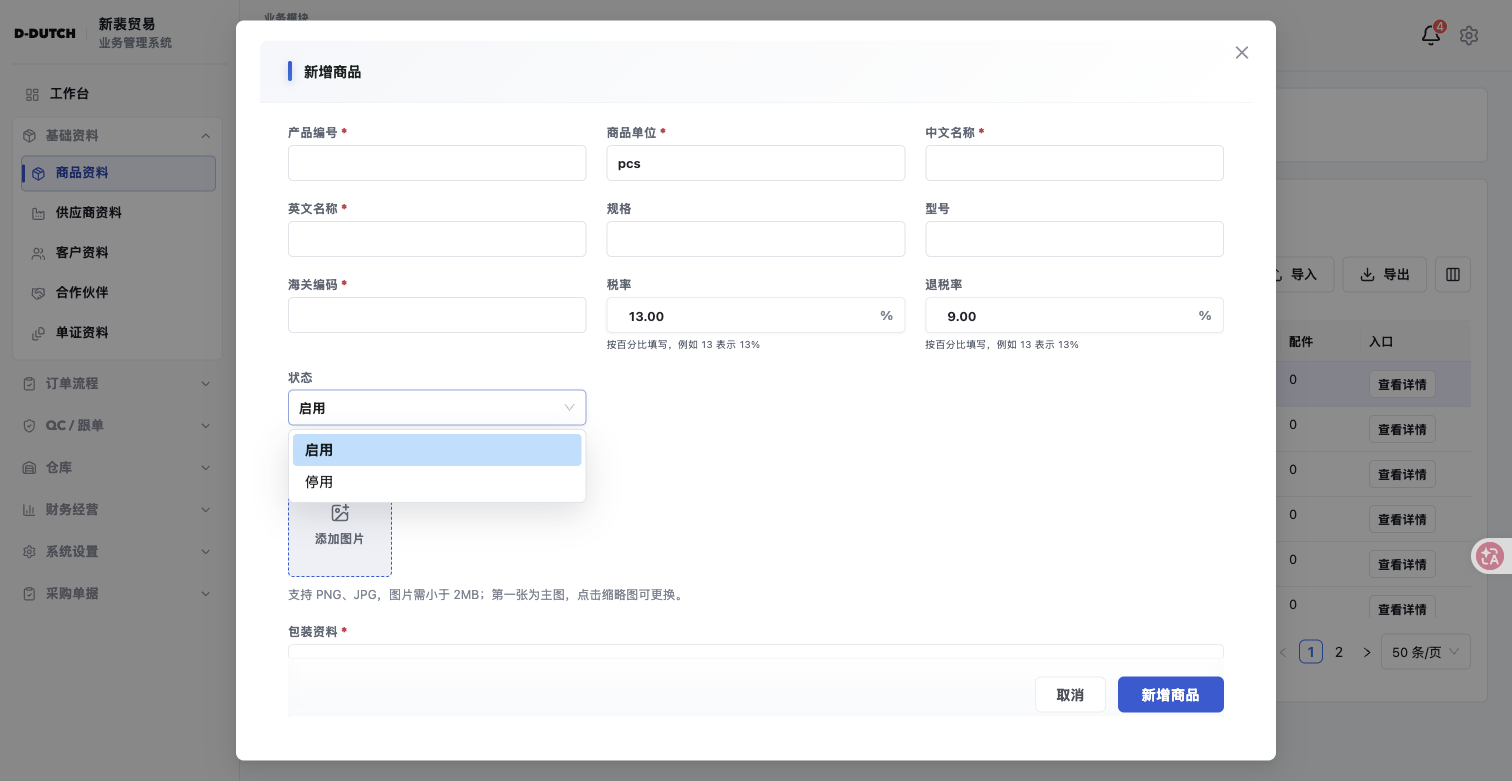 D-DUTCH
新裝贸易
业务管理系统
业务模块
4
工作台
基础资料
商品资料
供应商资料
客户资料
合作伙伴
单证资料
订单流程
QC / 跟单
仓库
财务经营
系统设置
采购单据
新增商品
产品编号 *
商品单位 *
中文名称 *
pcs
英文名称 *
规格
型号
海关编码 *
税率
退税率
13.00 %
9.00 %
按百分比填写，例如 13 表示 13%
按百分比填写，例如 13 表示 13%
状态
启用
启用
停用
添加图片
支持 PNG、JPG，图片需小于 2MB；第一张为主图，点击缩略图可更换。
包装资料 *
取消
新增商品
导入
导出
配件
入口
0 查看详情
0 查看详情
0 查看详情
0 查看详情
0 查看详情
0 查看详情
1 2 50 条/页